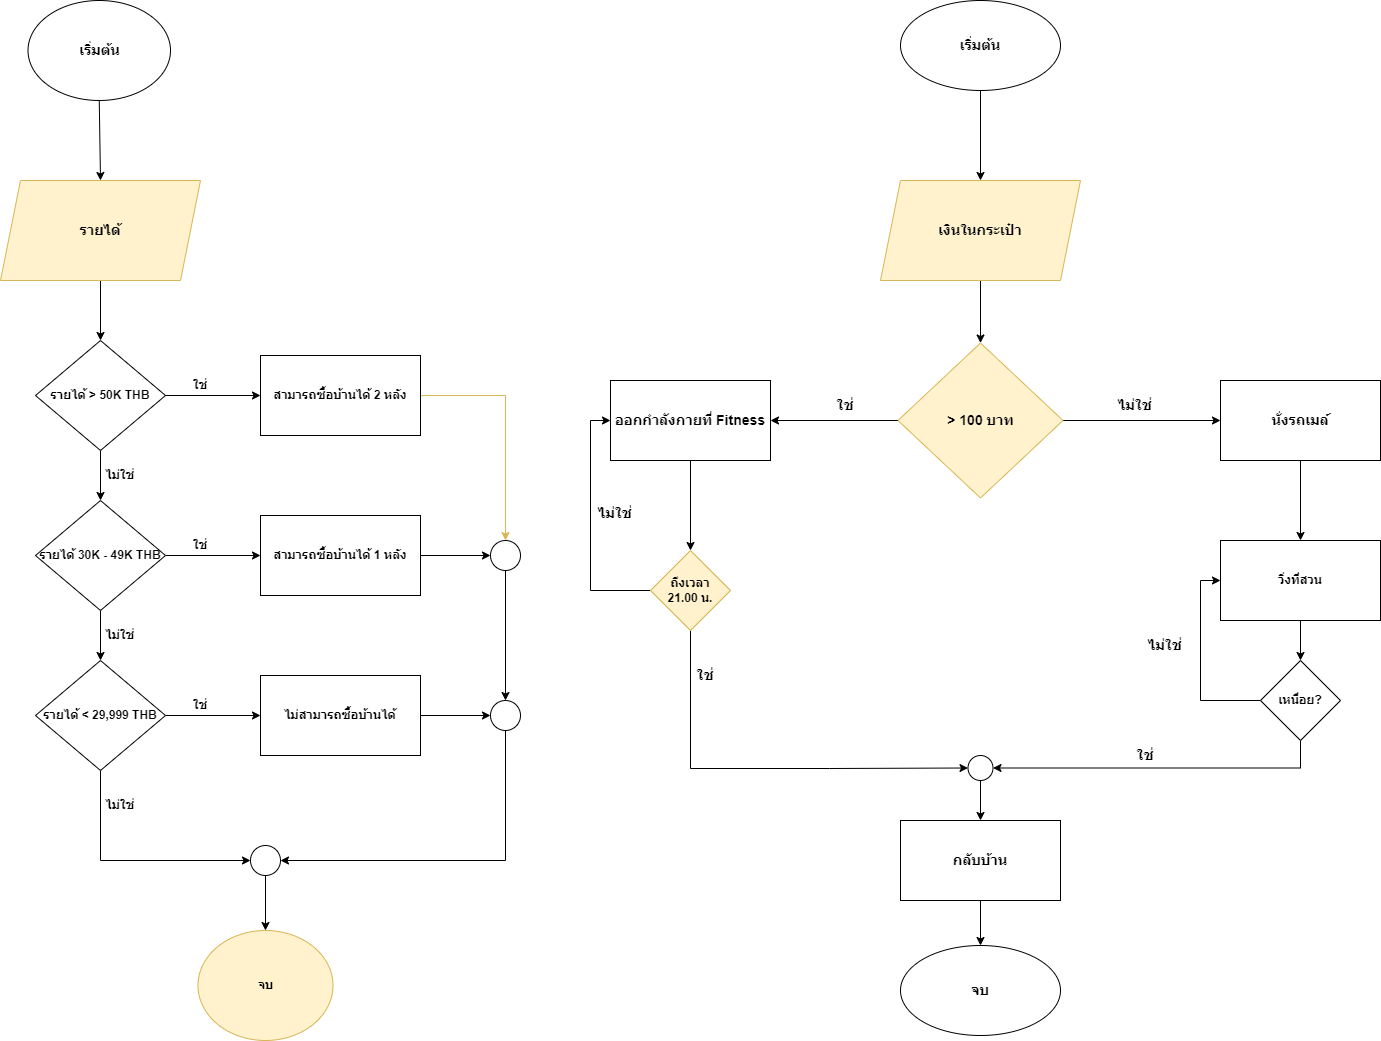 เริ่มต้น
รายได้
รายได้ > 50K THB
ใช่
สามารถซื้อบ้านได้ 2 หลัง
ไม่ใช่
รายได้ 30K - 49K THB
ใช่
สามารถซื้อบ้านได้ 1 หลัง
ไม่ใช่
รายได้ < 29,999 THB
ใช่
ไม่สามารถซื้อบ้านได้
ไม่ใช่
จบ
เริ่มต้น
เงินในกระเป๋า
> 100 บาท
ใช่
ออกกำลังกายที่ Fitness
ไม่ใช่
ถึงเวลา
21.00 น.
ใช่
ไม่ใช่
นั่งรถเมล์
วิ่งที่สวน
ไม่ใช่
เหนื่อย?
ใช่
กลับบ้าน
จบ